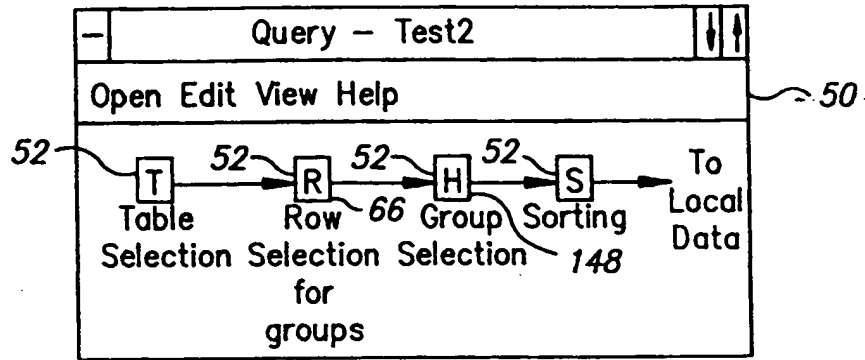 Query – Test2
Open Edit View Help
50
52 52 52 52
T R H S To
66 Local
Table Row Group Sorting Data
Selection Selection Selection 148
for
groups